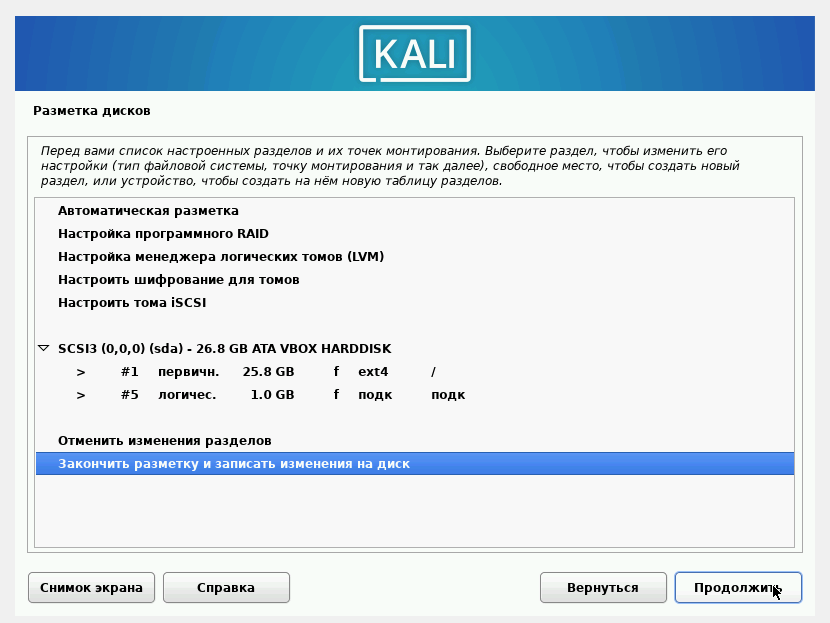 KALI
Разметка дисков
Перед вами список настроенных разделов и их точек монтирования. Выберите раздел, чтобы изменить его
настройки (тип файловой системы, точку монтирования и так далее), свободное место, чтобы создать новый
раздел, или устройство, чтобы создать на нём новую таблицу разделов.
Автоматическая разметка
Настройка программного RAID
Настройка менеджера логических томов (LVM)
Настроить шифрование для томов
Настроить тома iSCSI
SCSI3 (0,0,0) (sda) - 26.8 GB ATA VBOX HARDDISK
> #1 первичн. 25.8 GB f ext4 /
> #5 логичес. 1.0 GB f подк подк
Отменить изменения разделов
Закончить разметку и записать изменения на диск
Снимок экрана Справка Вернуться Продолжить